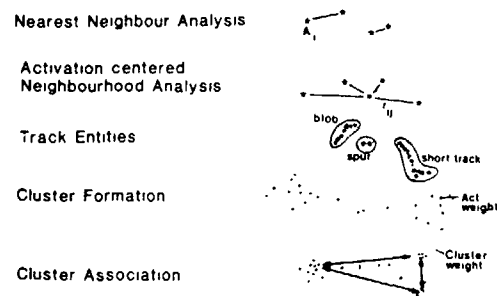 Nearest Neighbour Analysis
A i
Activation centered
Neighbourhood Analysis
r ij
blob
Track Entities
spur
short track
Cluster Formation
Act
weight
Cluster
weight
Cluster Association